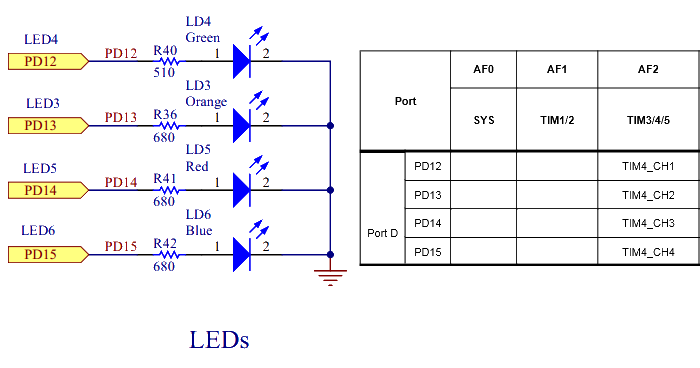 LD4
LED4 Green
PD12 PD12 R40 1 2
510
LD3
LED3 Orange
PD13 PD13 R36 1 2
680
LD5
LED5 Red
PD14 PD14 R41 1 2
680
LD6
LED6 Blue
PD15 PD15 R42 1 2
680
LEDs
Port AF0 AF1 AF2
SYS TIM1/2 TIM3/4/5
Port D
PD12 TIM4_CH1
PD13 TIM4_CH2
PD14 TIM4_CH3
PD15 TIM4_CH4